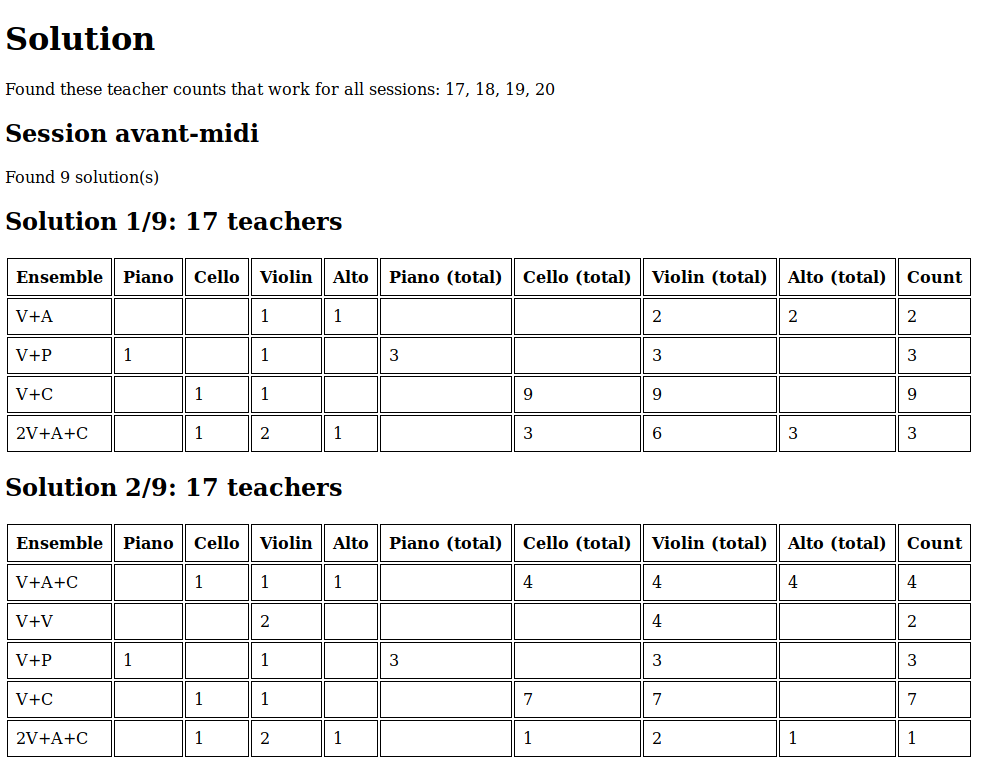 Solution
Found these teacher counts that work for all sessions: 17, 18, 19, 20
Session avant-midi
Found 9 solution(s)
Solution 1/9: 17 teachers
Ensemble Piano Cello Violin Alto Piano (total) Cello (total) Violin (total) Alto (total) Count
V+A 1 1 2 2 2
V+P 1 1 3 3 3
V+C 1 1 9 9 9
2V+A+C 1 2 1 3 6 3 3
Solution 2/9: 17 teachers
Ensemble Piano Cello Violin Alto Piano (total) Cello (total) Violin (total) Alto (total) Count
V+A+C 1 1 1 4 4 4 4
V+V 2 4 2
V+P 1 1 3 3 3
V+C 1 1 7 7 7
2V+A+C 1 2 1 1 2 1 1